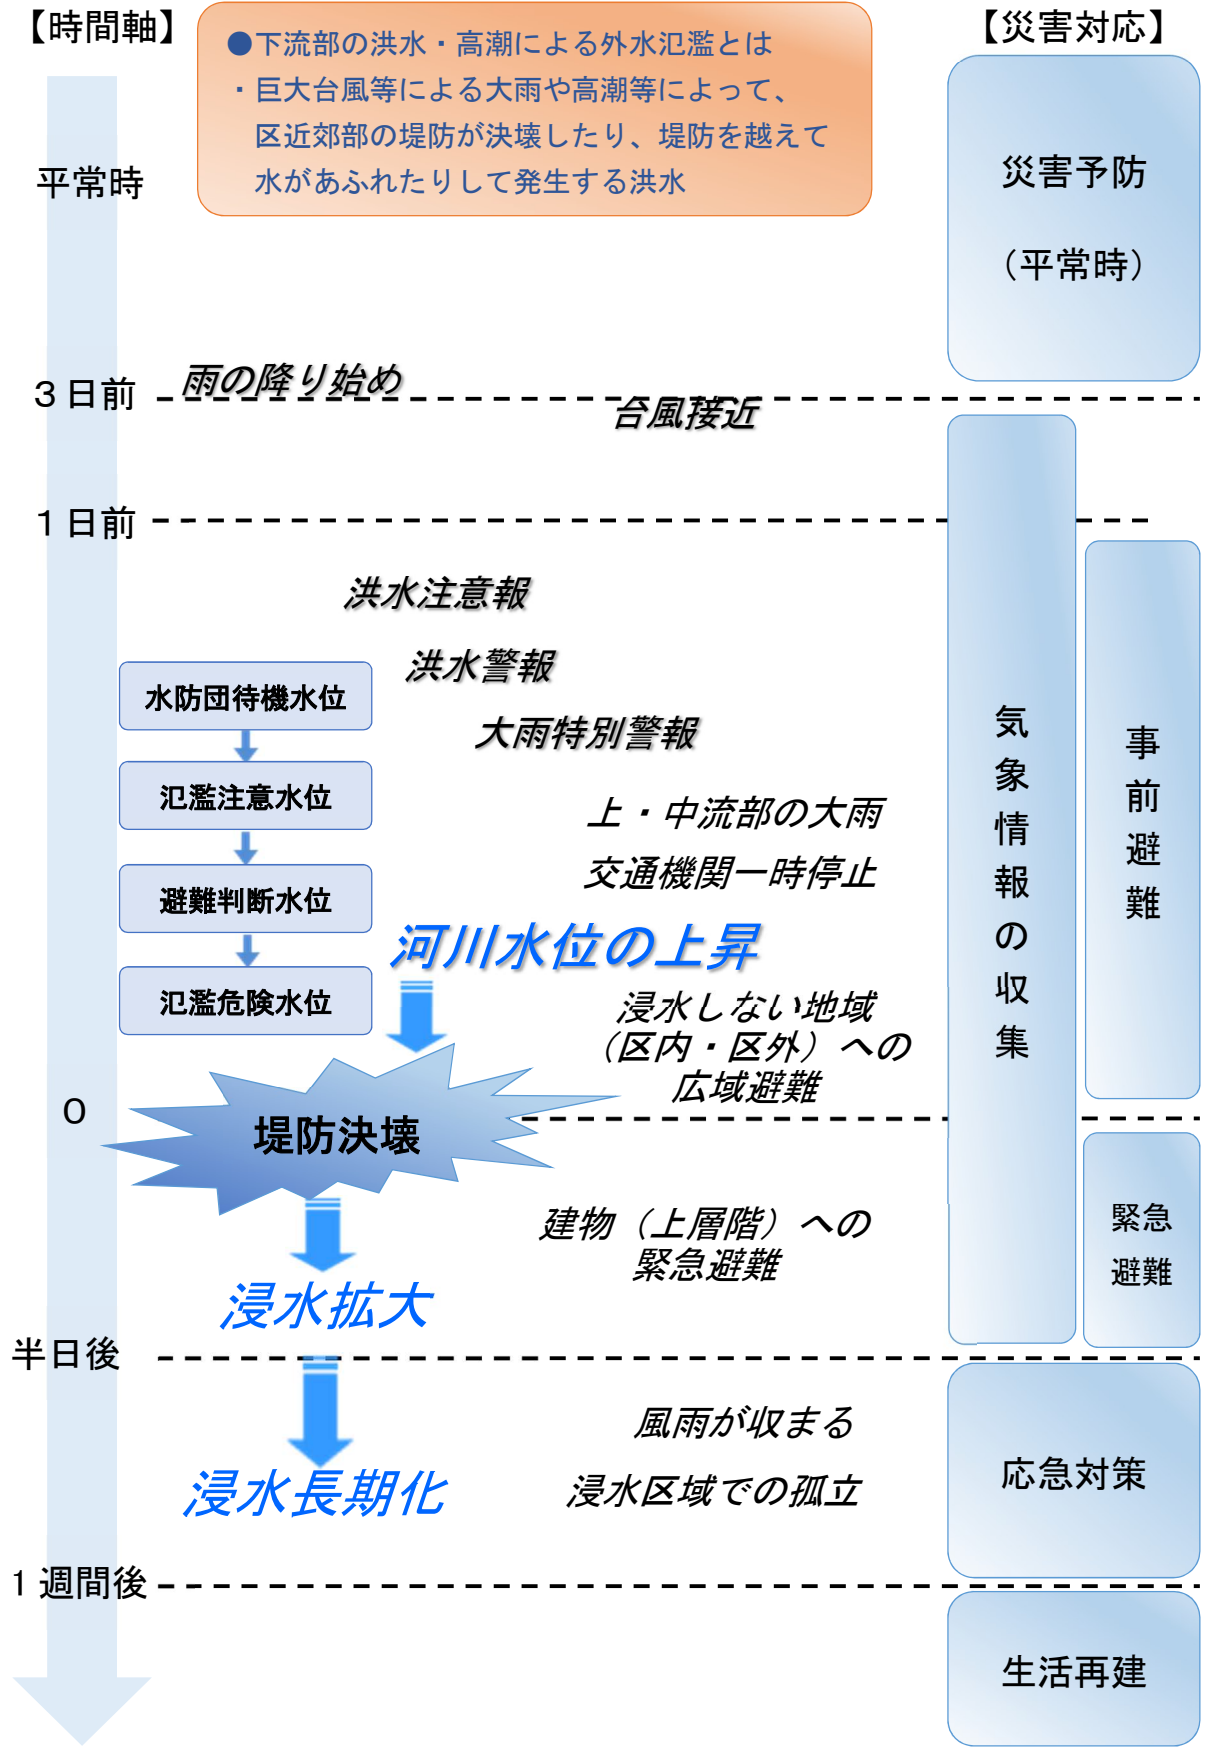 【時間軸】
【災害対応】
●下流部の洪水・高潮による外水氾濫とは
・巨大台風等による大雨や高潮等によって、
区近郊部の堤防が決壊したり、堤防を越えて
水があふれたりして発生する洪水
平常時
災害予防
（平常時）
3日前
雨の降り始め
台風接近
1日前
洪水注意報
洪水警報
大雨特別警報
水防団待機水位
氾濫注意水位
避難判断水位
氾濫危険水位
上・中流部の大雨
交通機関一時停止
河川水位の上昇
浸水しない地域
（区内・区外）への
広域避難
気象情報の収集
事前避難
0
堤防決壊
建物（上層階）への
緊急避難
緊急
避難
浸水拡大
半日後
風雨が収まる
浸水区域での孤立
浸水長期化
応急対策
1週間後
生活再建